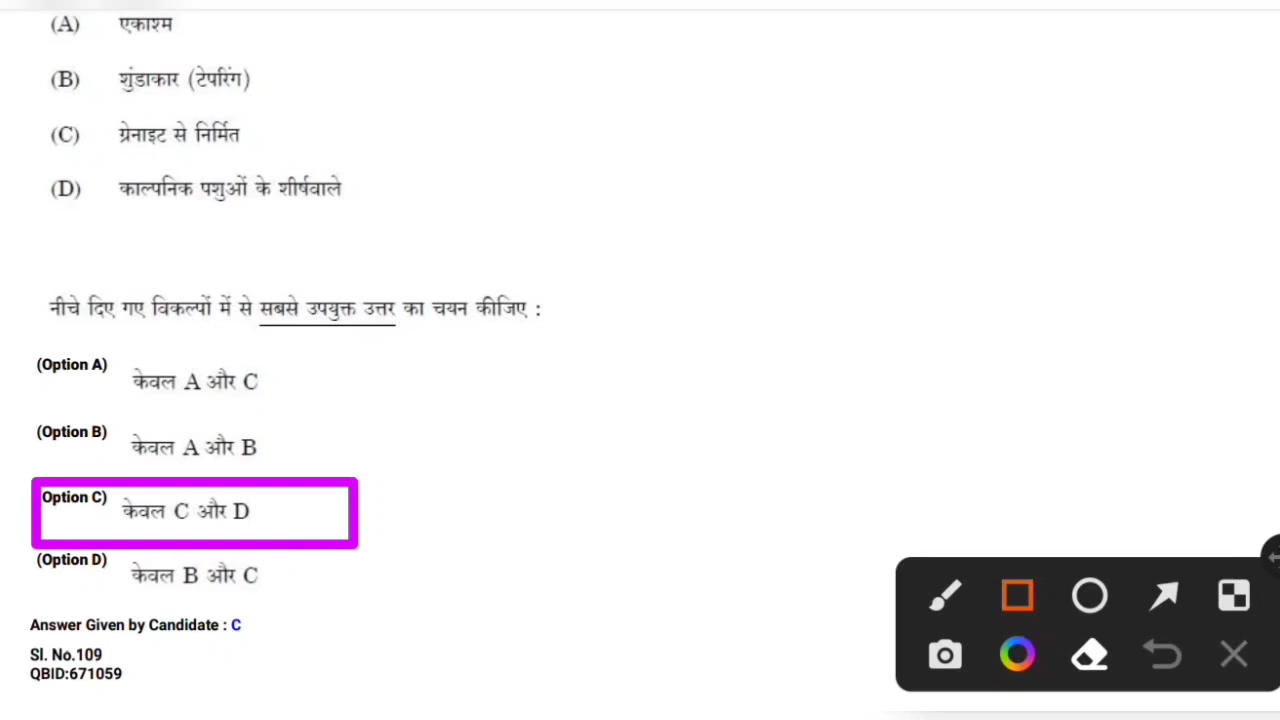 (A) एकाश्म
(B) शुंडाकार (टेपरिंग)
(C) ग्रेनाइट से निर्मित
(D) काल्पनिक पशुओं के शीर्षवाले
नीचे दिए गए विकल्पों में से सबसे उपयुक्त उत्तर का चयन कीजिए :
(Option A) केवल A और C
(Option B) केवल A और B
Option C) केवल C और D
(Option D) केवल B और C
Answer Given by Candidate : C
Sl. No.109
QBID:671059